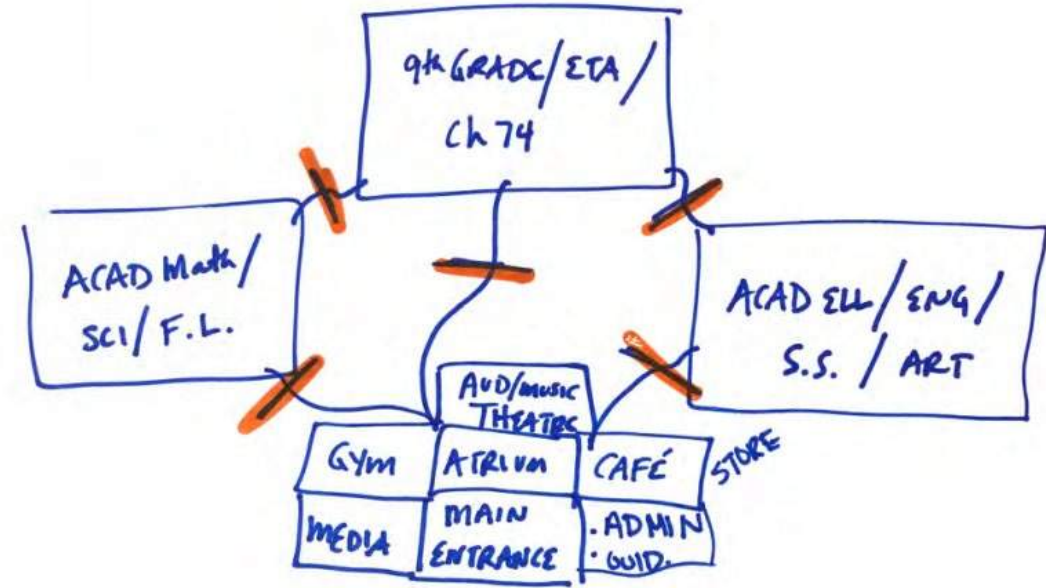 9th GRADE/ETA/
Ch 74
ACAD Math/
SCI/F.L.
ACAD ELL/ENG/
S.S./ART
AUD/MUSIC
THEATRE
GYM
ATRIUM
CAFÉ
STORE
MEDIA
MAIN
ENTRANCE
. ADMIN
. GUID.